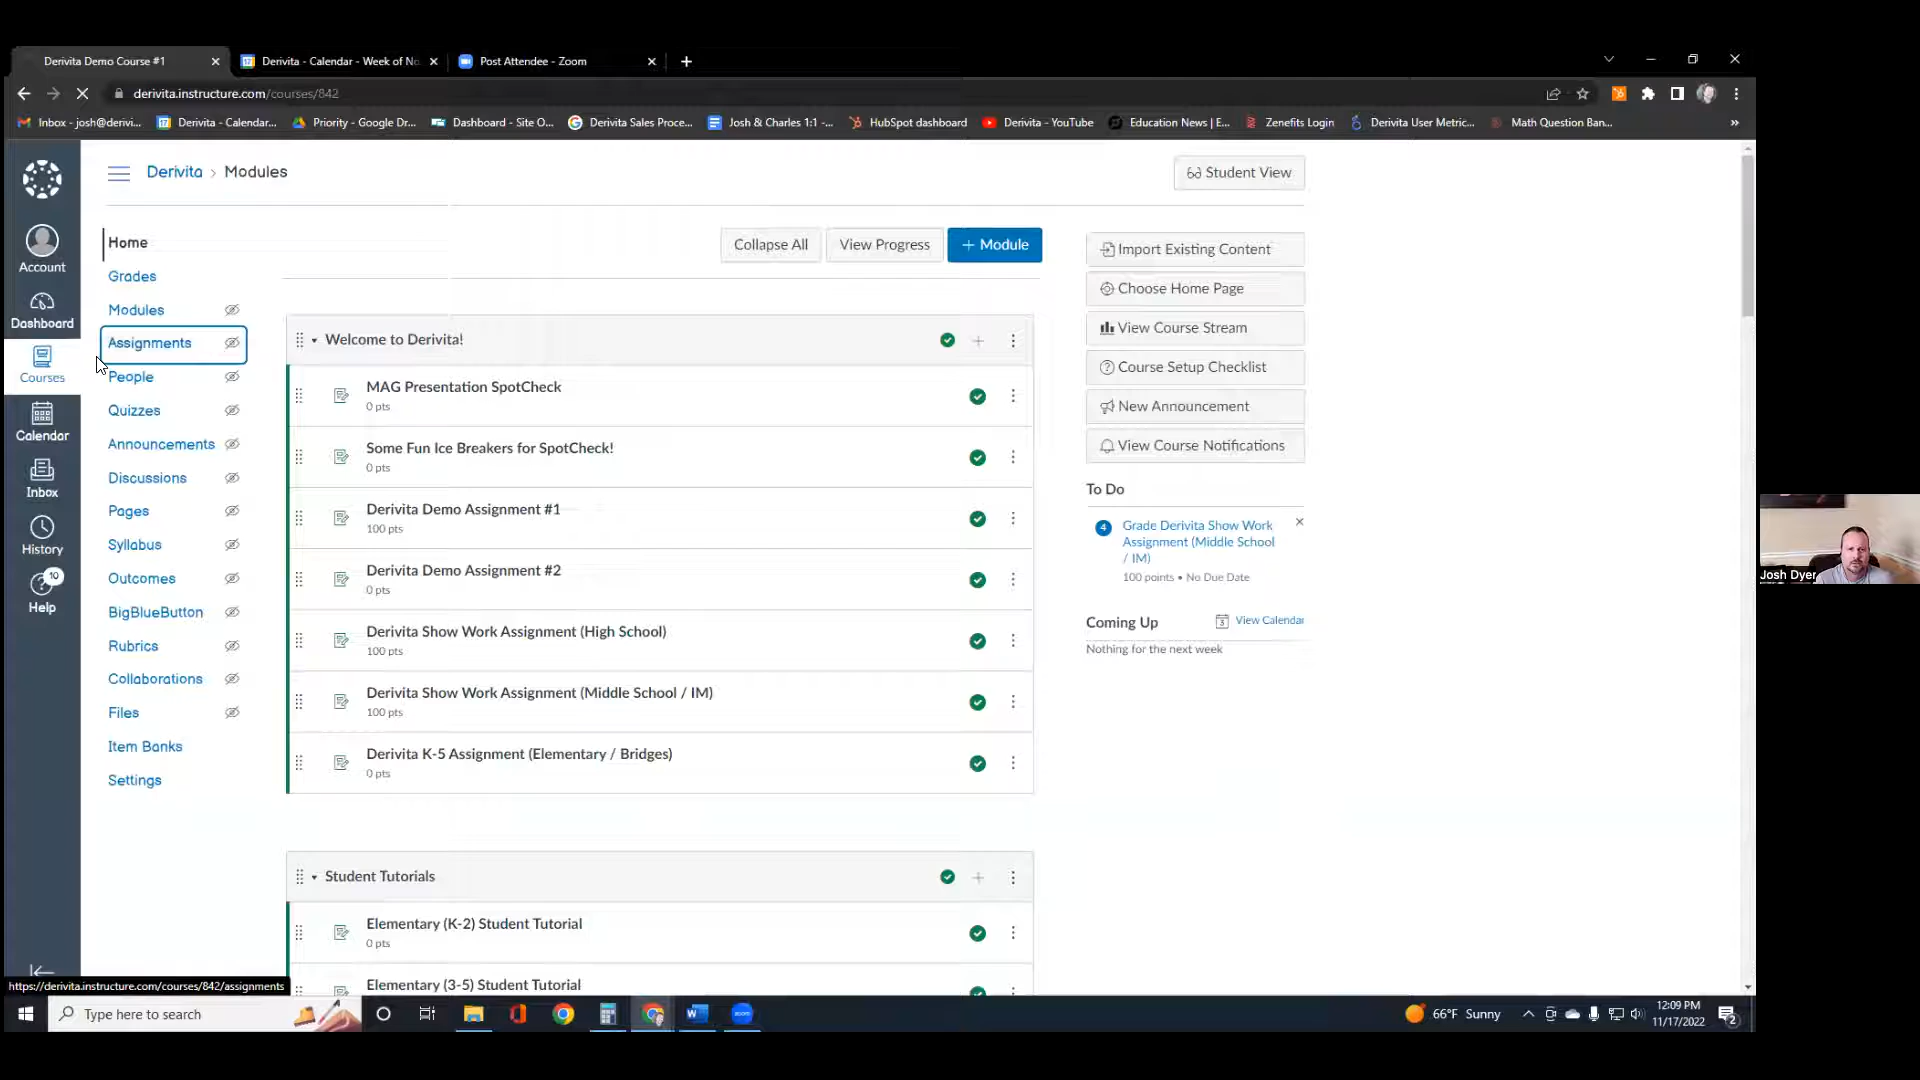 Derivita Demo Course #1
Derivita - Calendar - Week of No
Post Attendee - Zoom
derivita.instructure.com/courses/842
Inbox - josh@derivi...
Derivita - Calendar...
Priority - Google Dr...
Dashboard - Site O...
Derivita Sales Proce...
Josh & Charles 1:1 -...
HubSpot dashboard
Derivita - YouTube
Education News | E...
Zenefits Login
Derivita User Metric...
Math Question Ban...
Derivita > Modules
Student View
Account
Dashboard
Courses
Calendar
Inbox
History
10
Help
Home
Grades
Modules
Assignments
People
Quizzes
Announcements
Discussions
Pages
Syllabus
Outcomes
BigBlueButton
Rubrics
Collaborations
Files
Item Banks
Settings
Collapse All
View Progress
+ Module
Welcome to Derivita!
MAG Presentation SpotCheck
0 pts
Some Fun Ice Breakers for SpotCheck!
0 pts
Derivita Demo Assignment #1
100 pts
Derivita Demo Assignment #2
0 pts
Derivita Show Work Assignment (High School)
100 pts
Derivita Show Work Assignment (Middle School / IM)
100 pts
Derivita K-5 Assignment (Elementary / Bridges)
0 pts
Student Tutorials
Elementary (K-2) Student Tutorial
0 pts
Elementary (3-5) Student Tutorial
Import Existing Content
Choose Home Page
View Course Stream
Course Setup Checklist
New Announcement
View Course Notifications
To Do
4
Grade Derivita Show Work
Assignment (Middle School
/ IM)
100 points • No Due Date
Coming Up
3
View Calendar
Nothing for the next week
Josh Dyer
https://derivita.instructure.com/courses/842/assignments
Type here to search
zoom
66°F Sunny
12:09 PM
11/17/2022
2